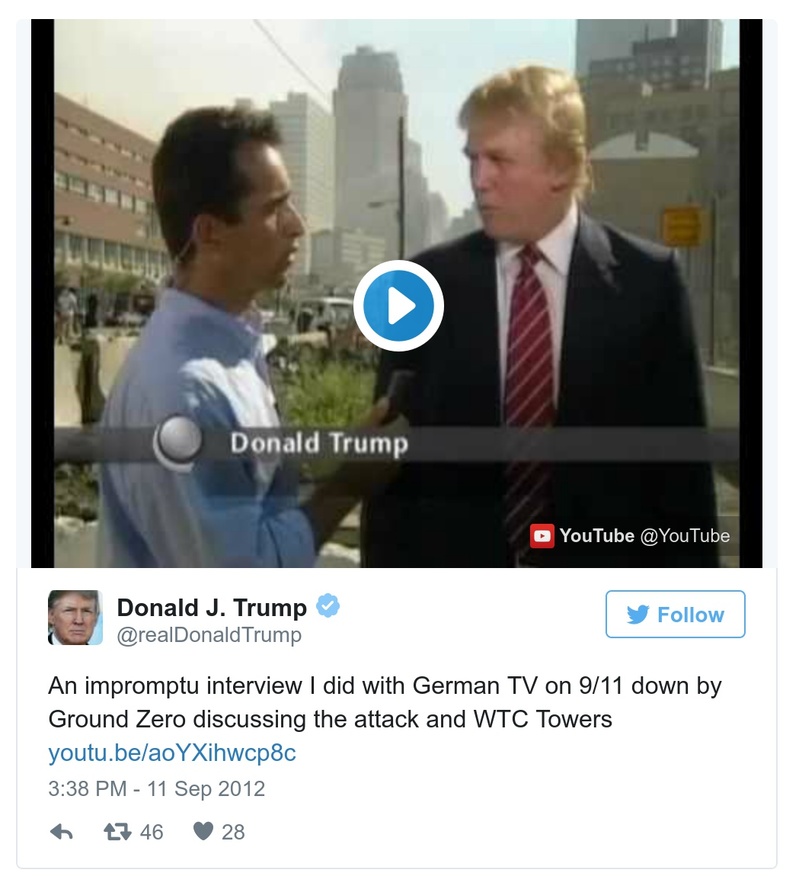 Donald Trump
YouTube @YouTube
Donald J. Trump
@realDonaldTrump
Follow
An impromptu interview I did with German TV on 9/11 down by
Ground Zero discussing the attack and WTC Towers
youtu.be/aoYXihwcp8c
3:38 PM - 11 Sep 2012
46 28